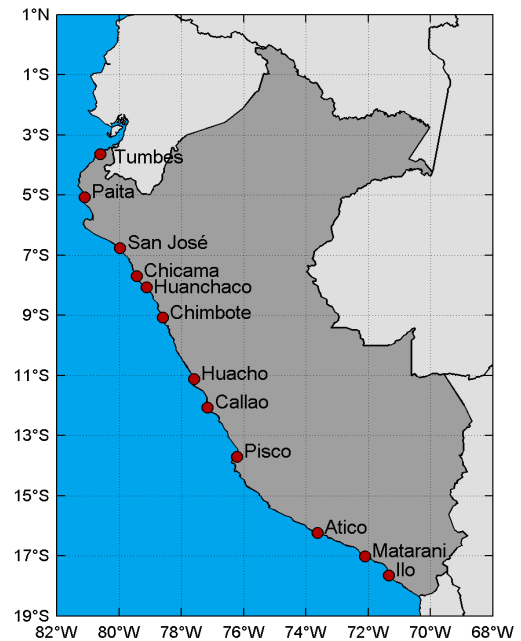 1°N
1°S
3°S
Tumbes
5°S
Paita
7°S
San José
Chicama
Huanchaco
9°S
Chimbote
11°S
Huacho
Callao
13°S
Pisco
15°S
Atico
17°S
Matarani
Ilo
19°S
82°W 80°W 78°W 76°W 74°W 72°W 70°W 68°W